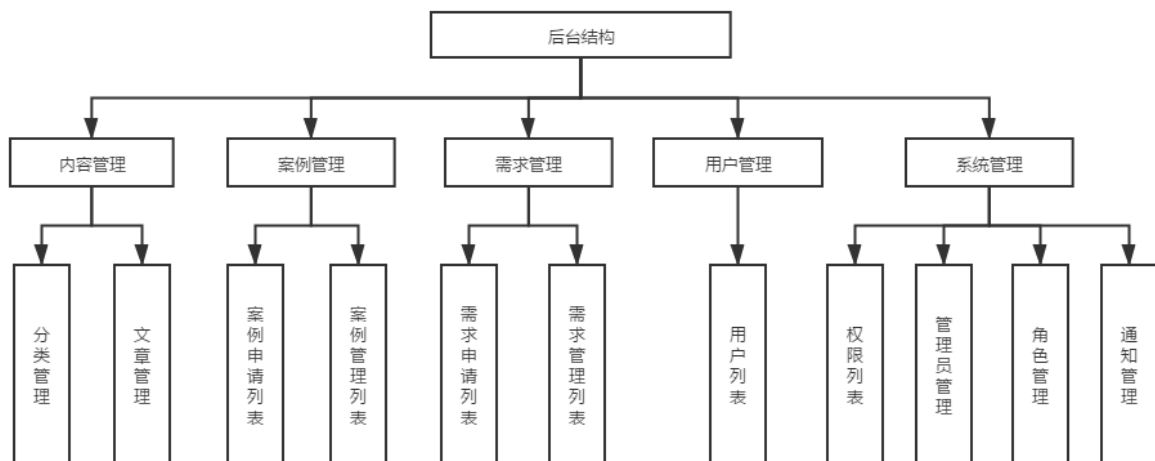 后台结构
内容管理
案例管理
需求管理
用户管理
系统管理
分类管理
文章管理
案例申请列表
案例管理列表
需求申请列表
需求管理列表
用户列表
权限列表
管理员管理
角色管理
通知管理